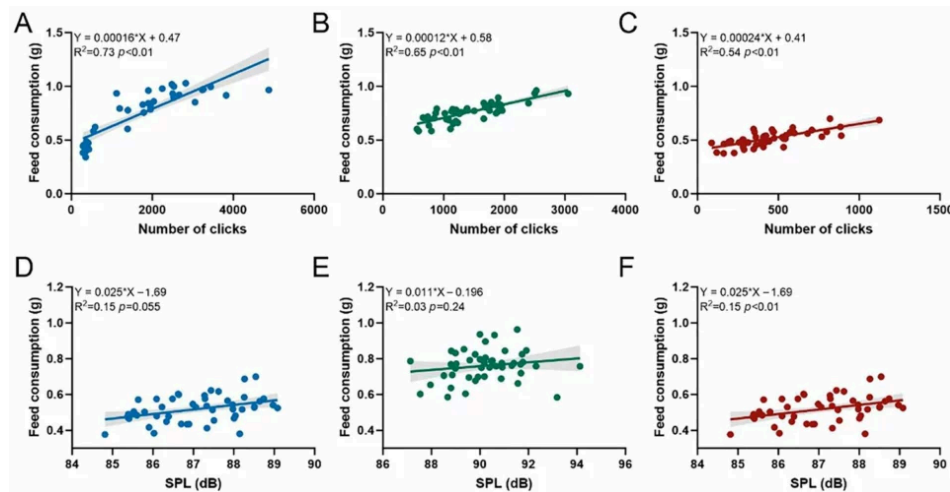 A
Y = 0.00016*X + 0.47
R2=0.73 p<0.01
Feed consumption (g)
1.5
1.0
0.5
0.0
0 2000 4000 6000
Number of clicks
B
Y = 0.00012*X + 0.58
R2=0.65 p<0.01
Feed consumption (g)
1.5
1.0
0.5
0.0
0 1000 2000 3000 4000
Number of clicks
C
Y = 0.00024*X + 0.41
R2=0.54 p<0.01
Feed consumption (g)
1.5
1.0
0.5
0.0
0 500 1000 1500
Number of clicks
D
Y = 0.025*X – 1.69
R2=0.15 p=0.055
Feed consumption (g)
1.2
1.0
0.8
0.6
0.4
84 85 86 87 88 89 90
SPL (dB)
E
Y = 0.011*X – 0.196
R2=0.03 p=0.24
Feed consumption (g)
1.2
1.0
0.8
0.6
0.4
86 88 90 92 94 96
SPL (dB)
F
Y = 0.025*X – 1.69
R2=0.15 p<0.01
Feed consumption (g)
1.2
1.0
0.8
0.6
0.4
84 85 86 87 88 89 90
SPL (dB)